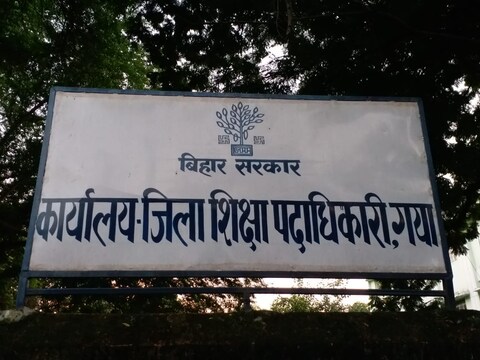 बिहार सरकार
कार्यालय-जिला शिक्षा पदाधिकारी, गया